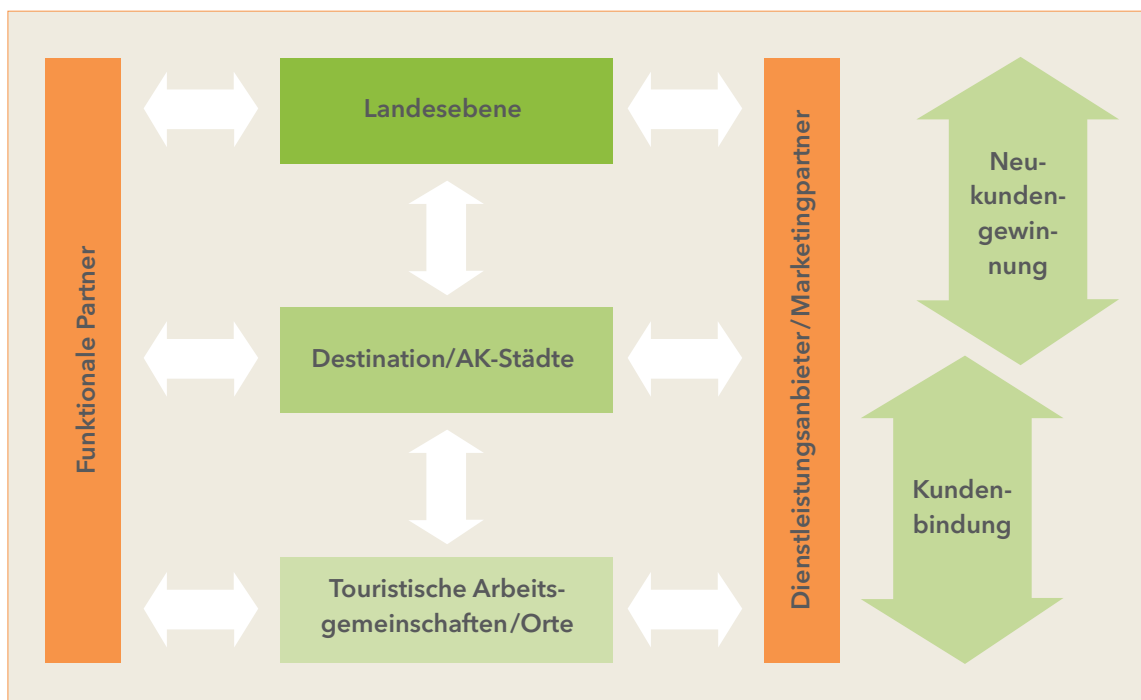 Funktionale Partner
Landesebene
Destination/AK-Städte
Touristische Arbeits-
gemeinschaften/Orte
Dienstleistungsanbieter/Marketingpartner
Neu-
kunden-
gewin-
nung
Kunden-
bindung